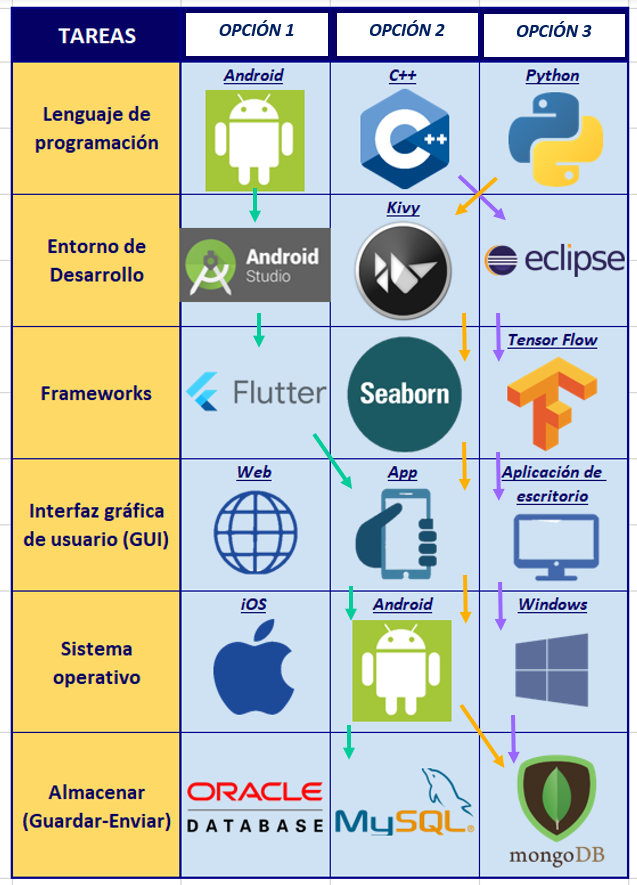 TAREAS
OPCIÓN 1
OPCIÓN 2
OPCIÓN 3
Lenguaje de
programación
Android
C++
C++
Python
Entorno de
Desarrollo
Android
Studio
Kivy
eclipse
Frameworks
Flutter
Seaborn
Tensor Flow
Interfaz gráfica
de usuario (GUI)
Web
App
Aplicación de
escritorio
Sistema
operativo
iOS
Android
Windows
Almacenar
(Guardar-Enviar)
ORACLE
DATABASE
MySQL®
mongoDB